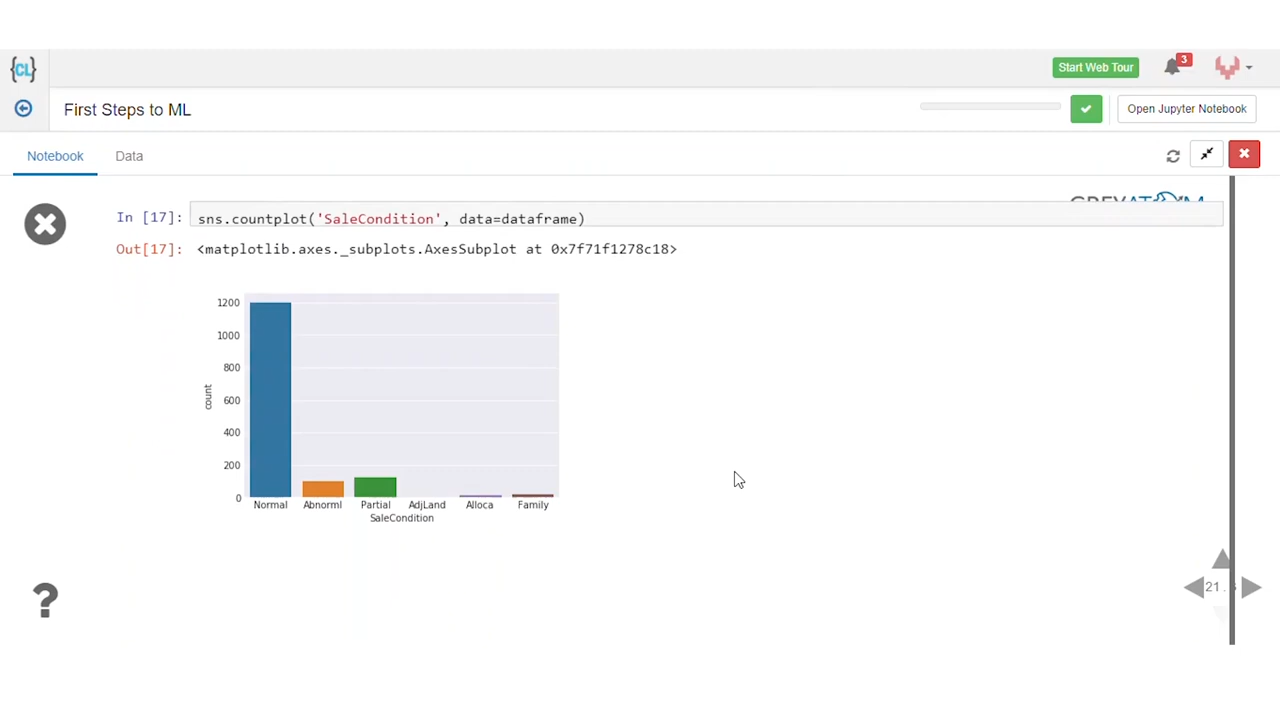 {CL}
Start Web Tour
3
First Steps to ML
Open Jupyter Notebook
Notebook
Data
In [17]:
sns.countplot('SaleCondition', data=dataframe)
Out[17]:
<matplotlib.axes._subplots.AxesSubplot at 0x7f71f1278c18>
1200
1000
800
600
400
200
0
count
Normal
Abnorml
Partial
AdjLand
Alloca
Family
SaleCondition
?
21 .